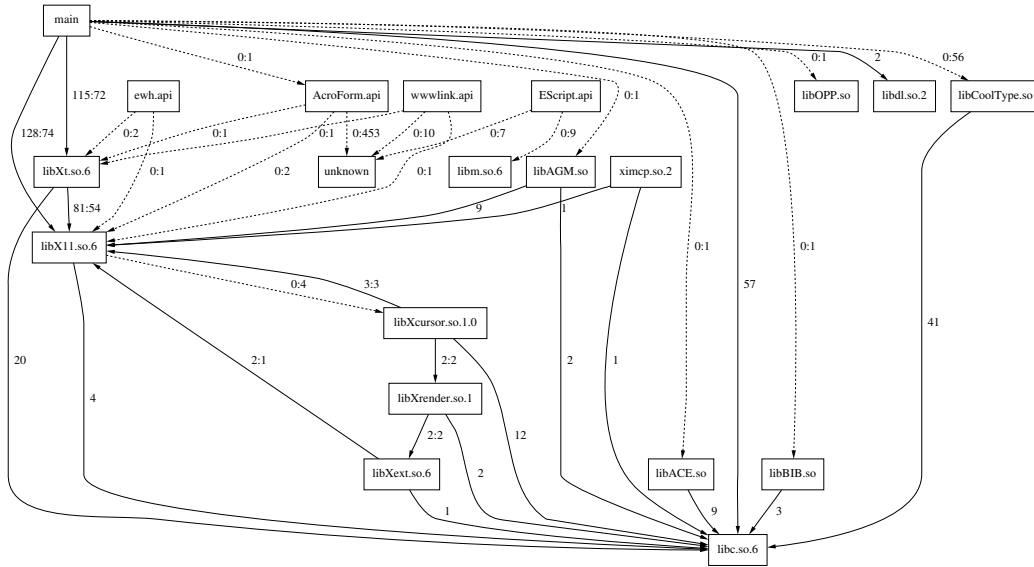 main
0:1
0:1
2
0:56
115:72
ewh.api
AcroForm.api
wwwlink.api
EScript.api
0:1
libOPP.so
libdl.so.2
libCoolType.so
128:74
0:2
0:1
0:1
0:453
0:10
0:7
0:9
libXt.so.6
0:1
0:2
unknown
0:1
libm.so.6
libAGM.so
ximcp.so.2
81:54
9
1
libX11.so.6
0:1
0:1
0:4
3:3
57
libXcursor.so.1.0
41
20
2:1
2:2
2
1
4
libXrender.so.1
2:2
12
libXext.so.6
2
libACE.so
libBIB.so
1
9
3
libc.so.6